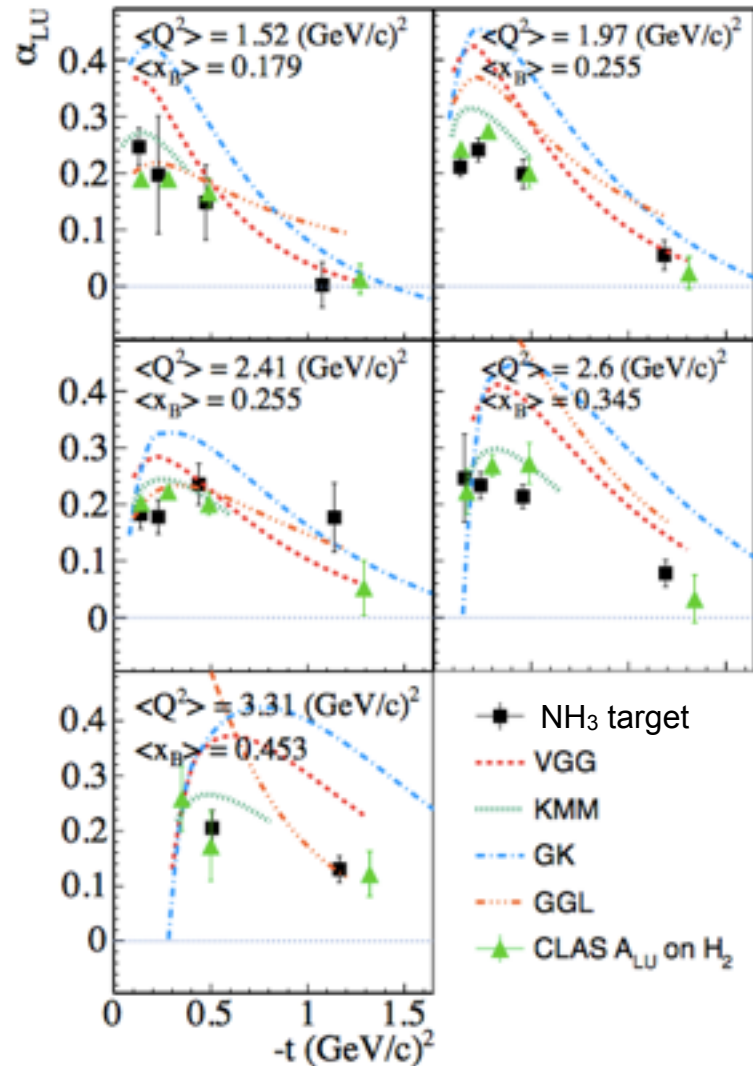 α_LU
<Q²> = 1.52 (GeV/c)²
<x_B> = 0.179
<Q²> = 1.97 (GeV/c)²
<x_B> = 0.255
0.4
0.3
0.2
0.1
0
<Q²> = 2.41 (GeV/c)²
<x_B> = 0.255
<Q²> = 2.6 (GeV/c)²
<x_B> = 0.345
0.4
0.3
0.2
0.1
0
<Q²> = 3.31 (GeV/c)²
<x_B> = 0.453
0.4
0.3
0.2
0.1
0
0 0.5 1 1.5
-t (GeV/c)²
NH₃ target
VGG
KMM
GK
GGL
CLAS A_LU on H₂